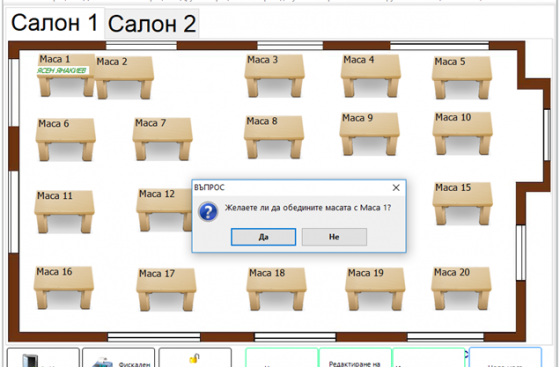 Салон 1 Салон 2
Маса 1 Маса 2 Маса 3 Маса 4 Маса 5
ЯСЕН ЯНАКИЕВ
Маса 6 Маса 7 Маса 8 Маса 9 Маса 10
ВЪПРОС
Желаете ли да обедините масата с Маса 1?
Да Не
Маса 11 Маса 12 Маса 15
Маса 16 Маса 17 Маса 18 Маса 19 Маса 20
Фискален Редактиране на